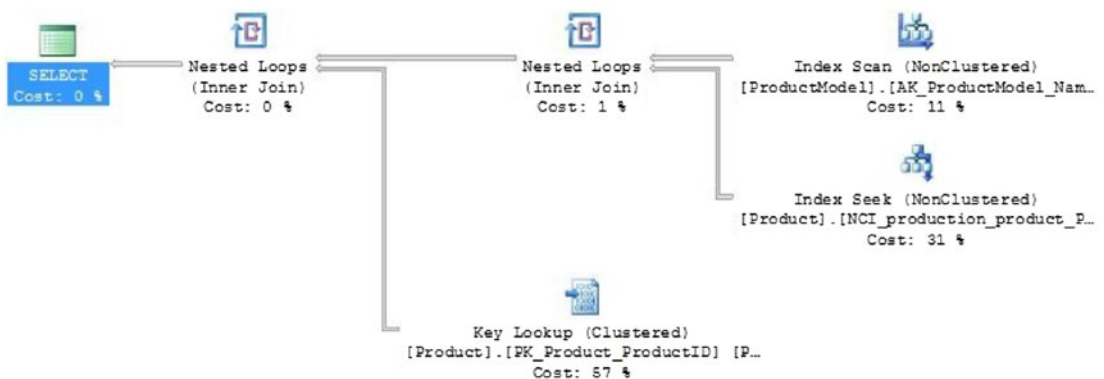 SELECT
Cost: 0 %
Nested Loops
(Inner Join)
Cost: 0 %
Nested Loops
(Inner Join)
Cost: 1 %
Index Scan (NonClustered)
[ProductModel].[AK_ProductModel_Nam…
Cost: 11 %
Index Seek (NonClustered)
[Product].[NCI_production_product_P…
Cost: 31 %
Key Lookup (Clustered)
[Product].[PK_Product_ProductID] [P…
Cost: 57 %